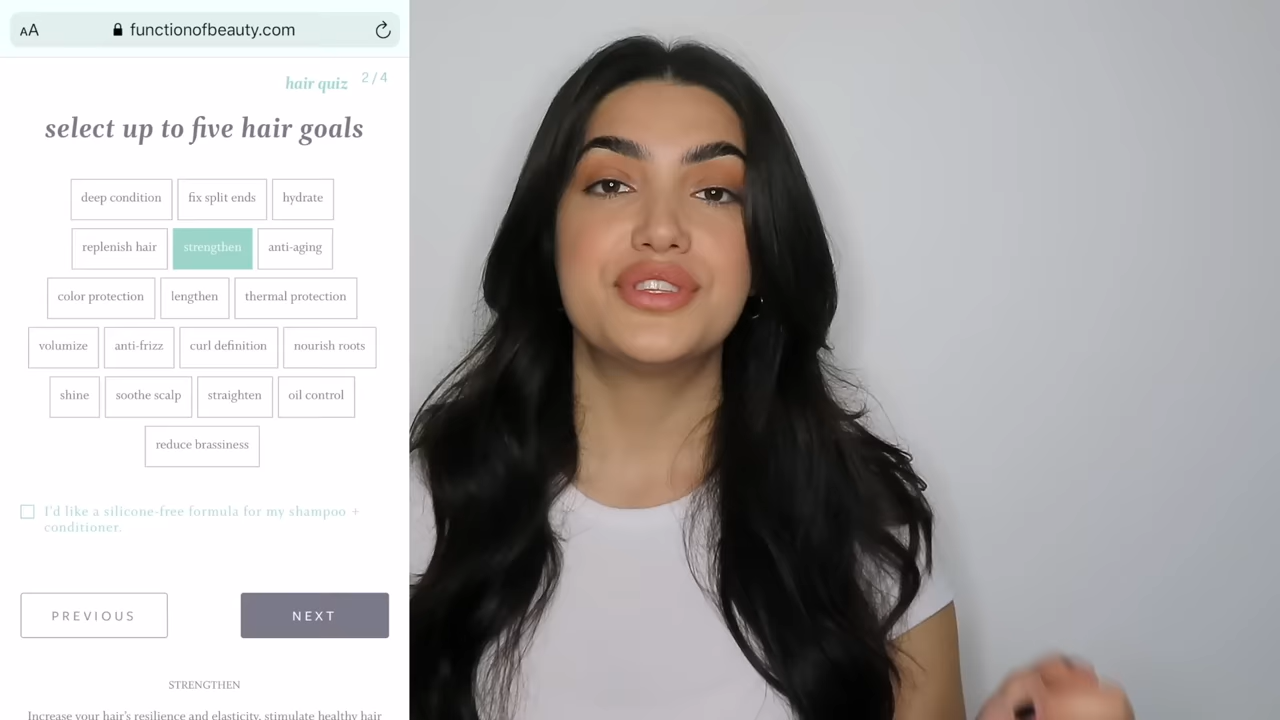 AA functionofbeauty.com
hair quiz 2/4
select up to five hair goals
deep condition fix split ends hydrate
replenish hair strengthen anti-aging
color protection lengthen thermal protection
volumize anti-frizz curl definition nourish roots
shine soothe scalp straighten oil control
reduce brassiness
I'd like a silicone-free formula for my shampoo +
conditioner.
PREVIOUS NEXT
STRENGTHEN
Increase your hair's resilience and elasticity, stimulate healthy hair